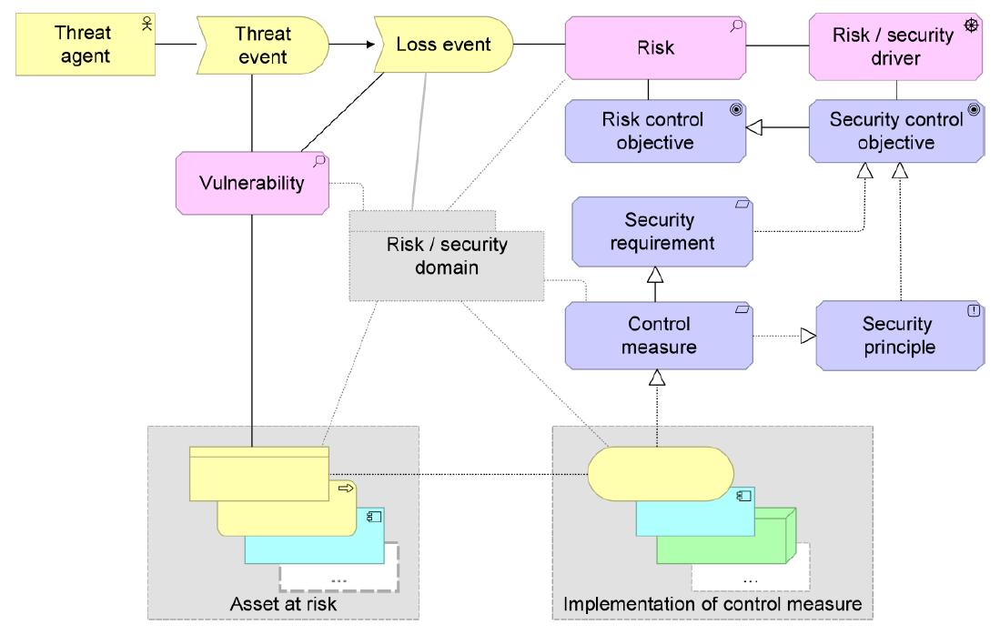 Threat
agent
Threat
event
Loss event
Risk
Risk / security
driver
Risk control
objective
Security control
objective
Vulnerability
Security
requirement
Risk / security
domain
Control
measure
Security
principle
!
...
Asset at risk
...
Implementation of control measure